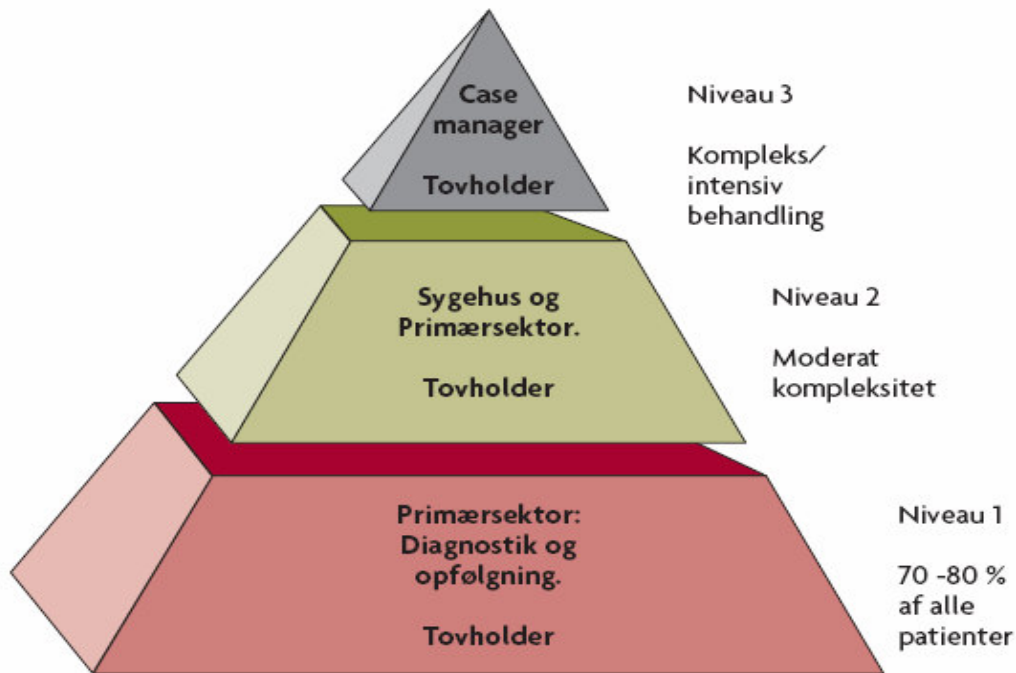 Case
manager
Tovholder
Niveau 3
Kompleks/
intensiv
behandling
Sygehus og
Primærsektor.
Tovholder
Niveau 2
Moderat
kompleksitet
Primærsektor:
Diagnostik og
opfølgning.
Tovholder
Niveau 1
70 -80 %
af alle
patienter